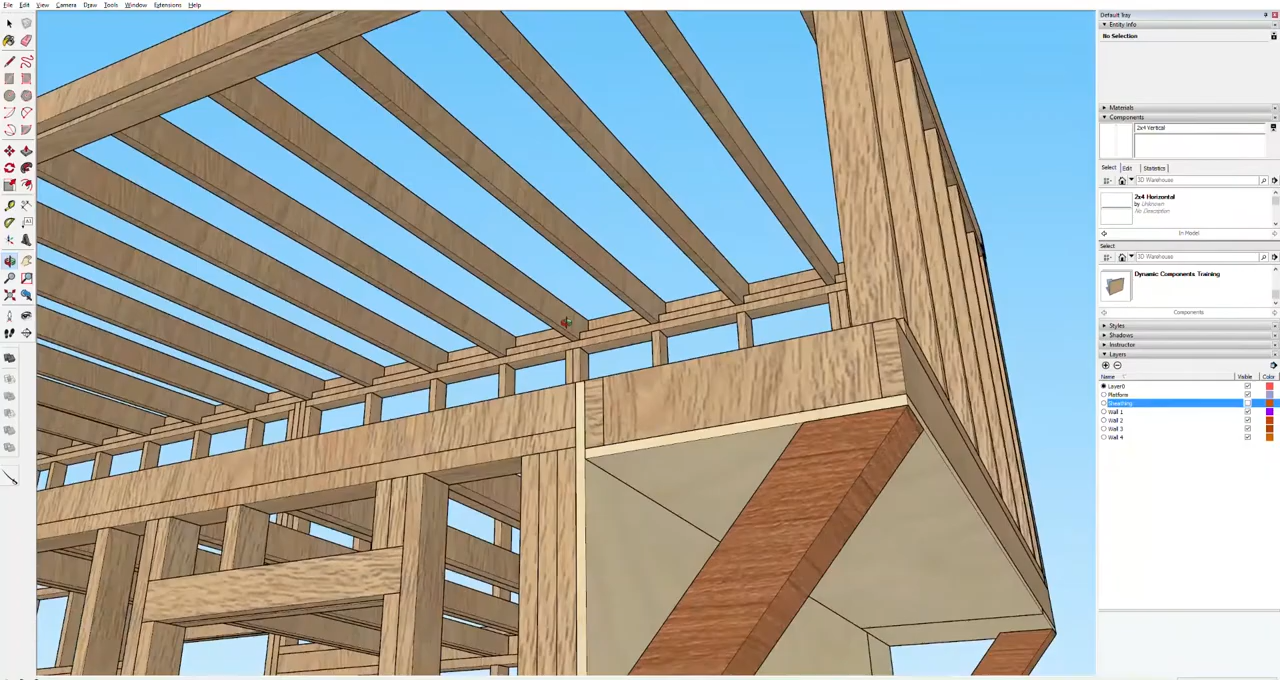 File Edit View Camera Draw Tools Window Extensions Help
Default Tray
Entity Info
No Selection
Materials
Components
2x4 Vertical
Select Edit Statistics
3D Warehouse
2x4 Horizontal
by Unknown
No Description
In Model
Select
3D Warehouse
Dynamic Components Training
Components
Styles
Shadows
Instructor
Layers
Name Visible Color
Layer0
Platform
Sheathing
Wall 1
Wall 2
Wall 3
Wall 4